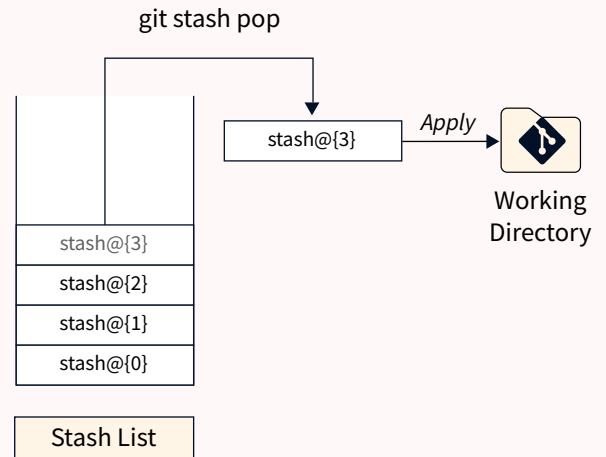 git stash pop
stash@{3}
Apply
Working
Directory
stash@{3}
stash@{2}
stash@{1}
stash@{0}
Stash List